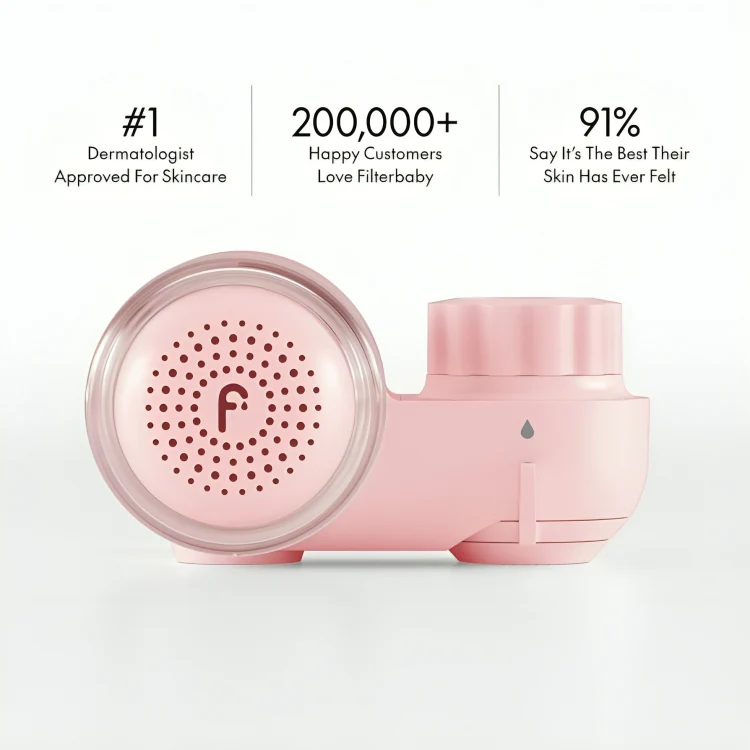 #1
Dermatologist
Approved For Skincare
200,000+
Happy Customers
Love Filterbaby
91%
Say It's The Best Their
Skin Has Ever Felt
F